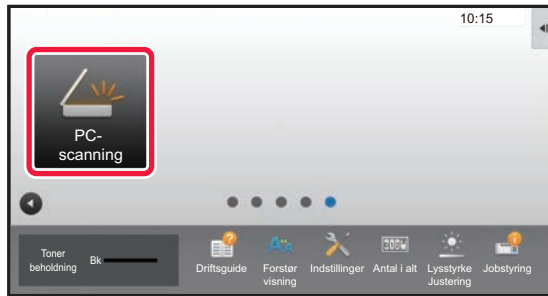 10:15
PC-
scanning
Toner
beholdning
Bk
Driftsguide
Forstør
visning
Indstillinger
Antal i alt
Lysstyrke
Justering
Jobstyring